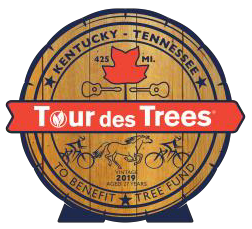 KENTUCKY - TENNESSEE
425 MI.
Tour des Trees®
VINTAGE
2019
AGED 27 YEARS
TO BENEFIT ★ TREE FUND